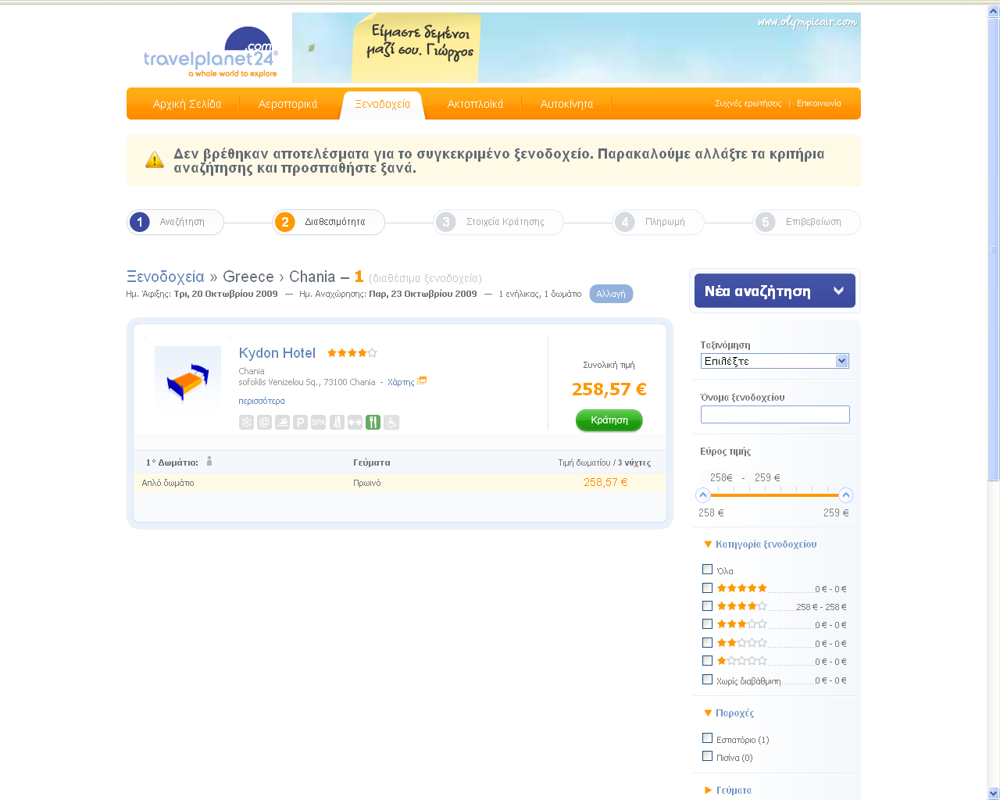 travelplanet24
.com
a whole world to explore
Είμαστε δεμένοι
μαζί σου. Γιώργος
www.olympicair.com
Αρχική Σελίδα
Αεροπορικά
Ξενοδοχεία
Ακτοπλοϊκά
Αυτοκίνητα
Συχνές ερωτήσεις | Επικοινωνία
Δεν βρέθηκαν αποτελέσματα για το συγκεκριμένο ξενοδοχείο. Παρακαλούμε αλλάξτε τα κριτήρια
αναζήτησης και προσπαθήστε ξανά.
1 Αναζήτηση
2 Διαθεσιμότητα
3 Στοιχεία Κράτησης
4 Πληρωμή
5 Επιβεβαίωση
Ξενοδοχεία » Greece › Chania – 1 (διαθέσιμα ξενοδοχεία)
Ημ. Άφιξης: Τρι, 20 Οκτωβρίου 2009 — Ημ. Αναχώρησης: Παρ, 23 Οκτωβρίου 2009 — 1 ενήλικας, 1 δωμάτιο Αλλαγή
Kydon Hotel
Chania
sofoklis Venizelou Sq., 73100 Chania - Χάρτης
περισσότερα
@ P SPA
Συνολική τιμή
258,57 €
Κράτηση
1° Δωμάτιο: Γεύματα Τιμή δωματίου / 3 νύχτες
Απλό δωμάτιο Πρωινό 258,57 €
Νέα αναζήτηση
Ταξινόμηση
Επιλέξτε
Όνομα ξενοδοχείου
Εύρος τιμής
258€ - 259 €
258 € 259 €
Κατηγορία ξενοδοχείου
Όλα
0 € - 0 €
258 € - 258 €
0 € - 0 €
0 € - 0 €
0 € - 0 €
Χωρίς διαβάθμιση 0 € - 0 €
Παροχές
Εσπατόριο (1)
Πισίνα (0)
Γεύματα